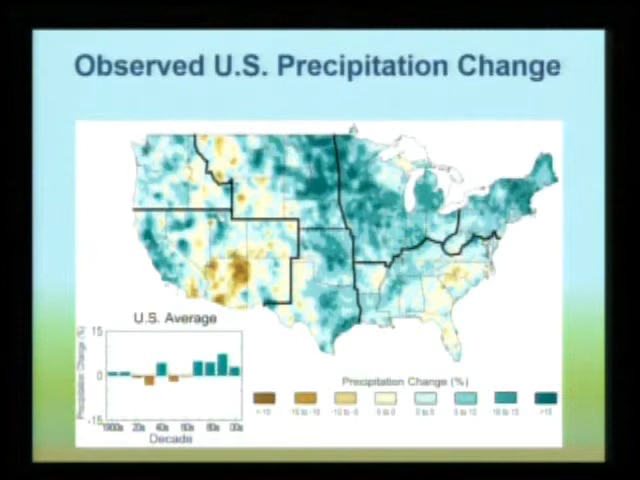 Observed U.S. Precipitation Change
U.S. Average
15
0
-15
Precipitation Change (%)
1900s 20s 40s 60s 80s 00s
Decade
Precipitation Change (%)